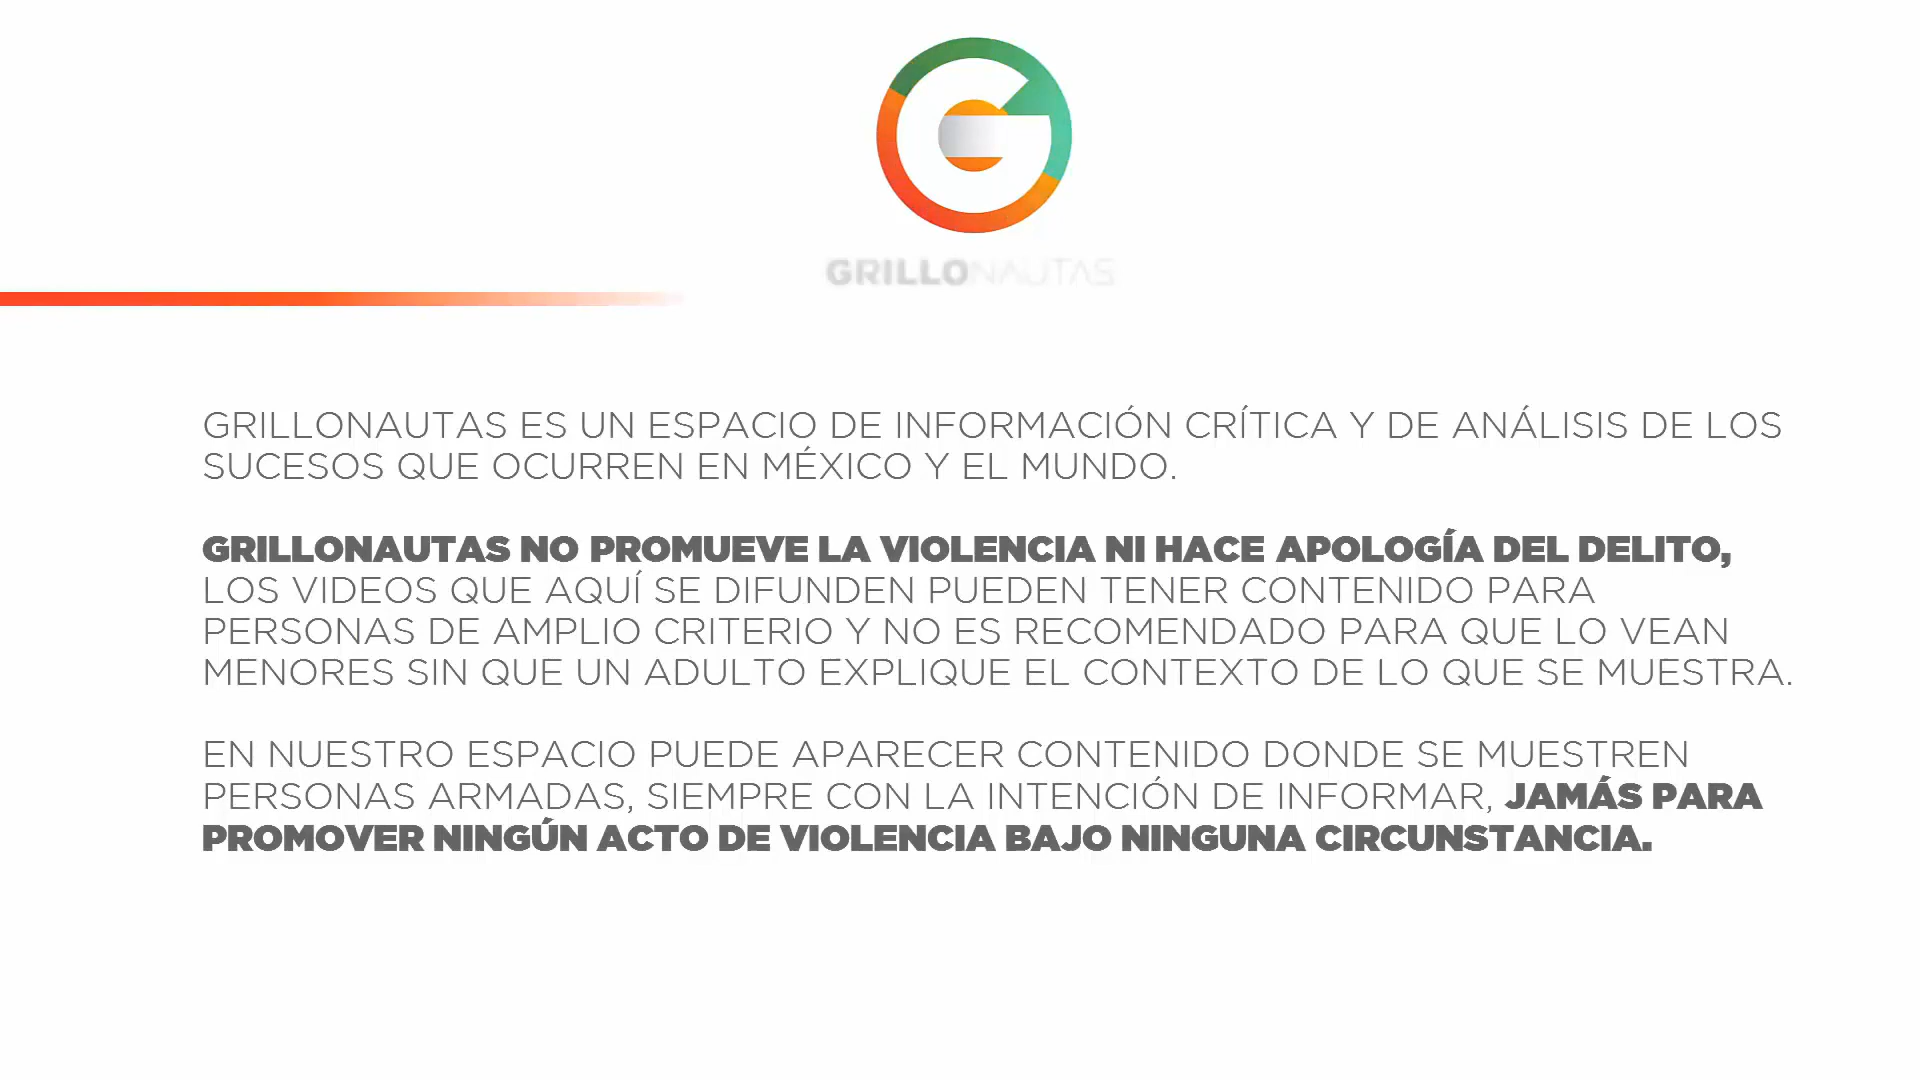 GRILLONAUTAS
GRILLONAUTAS ES UN ESPACIO DE INFORMACIÓN CRÍTICA Y DE ANÁLISIS DE LOS
SUCESOS QUE OCURREN EN MÉXICO Y EL MUNDO.
GRILLONAUTAS NO PROMUEVE LA VIOLENCIA NI HACE APOLOGÍA DEL DELITO,
LOS VIDEOS QUE AQUÍ SE DIFUNDEN PUEDEN TENER CONTENIDO PARA
PERSONAS DE AMPLIO CRITERIO Y NO ES RECOMENDADO PARA QUE LO VEAN
MENORES SIN QUE UN ADULTO EXPLIQUE EL CONTEXTO DE LO QUE SE MUESTRA.
EN NUESTRO ESPACIO PUEDE APARECER CONTENIDO DONDE SE MUESTREN
PERSONAS ARMADAS, SIEMPRE CON LA INTENCIÓN DE INFORMAR, JAMÁS PARA
PROMOVER NINGÚN ACTO DE VIOLENCIA BAJO NINGUNA CIRCUNSTANCIA.